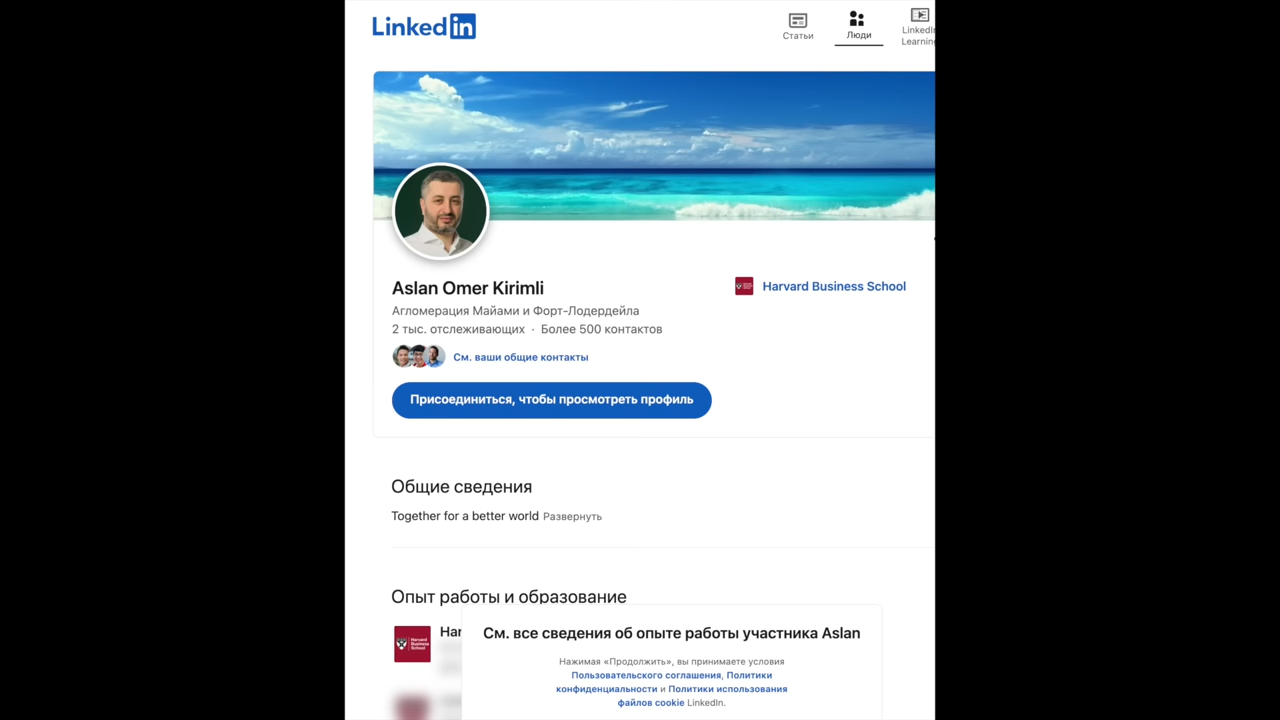 Linkedin
Статьи
Люди
LinkedIn
Learning
Aslan Omer Kirimli
Harvard Business School
Агломерация Майами и Форт-Лодердейла
2 тыс. отслеживающих · Более 500 контактов
См. ваши общие контакты
Присоединиться, чтобы просмотреть профиль
Общие сведения
Together for a better world Развернуть
Опыт работы и образование
Harvard
Business
School
Har
См. все сведения об опыте работы участника Aslan
Нажимая «Продолжить», вы принимаете условия
Пользовательского соглашения, Политики
конфиденциальности и Политики использования
файлов cookie LinkedIn.